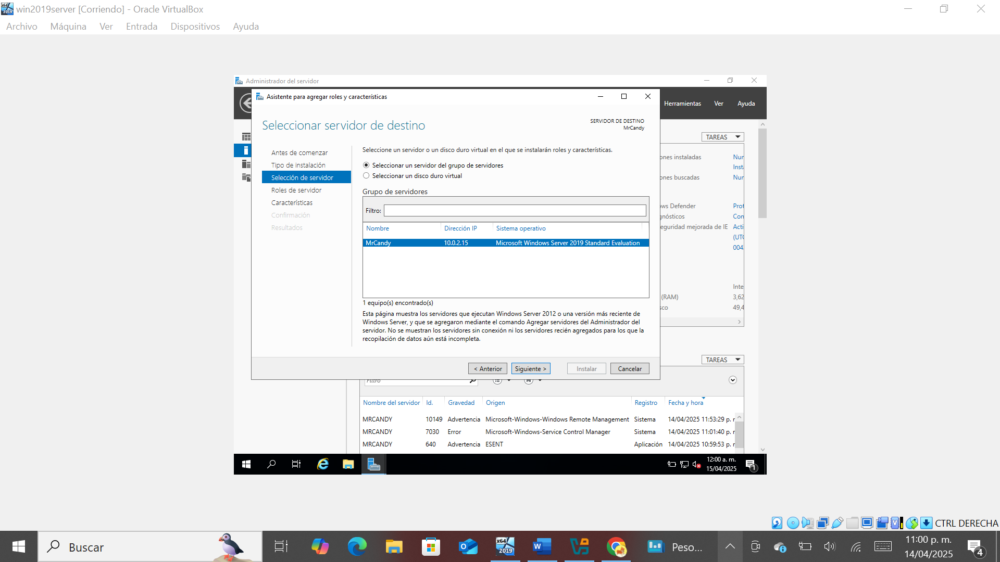 win2019server [Corriendo] - Oracle VirtualBox
Archivo Máquina Ver Entrada Dispositivos Ayuda
Administrador del servidor
Asistente para agregar roles y características
Herramientas Ver Ayuda
Seleccionar servidor de destino
SERVIDOR DE DESTINO
MrCandy
Antes de comenzar
Tipo de instalación
Selección de servidor
Roles de servidor
Características
Confirmación
Resultados
Seleccione un servidor o un disco duro virtual en el que se instalarán roles y características.
Seleccionar un servidor del grupo de servidores
Seleccionar un disco duro virtual
Grupo de servidores
Filtro:
Nombre Dirección IP Sistema operativo
MrCandy 10.0.2.15 Microsoft Windows Server 2019 Standard Evaluation
1 equipo(s) encontrado(s)
Esta página muestra los servidores que ejecutan Windows Server 2012 o una versión más reciente de
Windows Server, y que se agregaron mediante el comando Agregar servidores del Administrador del
servidor. No se muestran los servidores sin conexión ni los servidores recién agregados para los que la
recopilación de datos aún está incompleta.
< Anterior Siguiente > Instalar Cancelar
TAREAS
ones instaladas Nun
Inst
ones buscadas Nun
ws Defender Prot
gnósticos Con
eguridad mejorada de IE Acti
(UTC
004
Inte
(RAM) 3,62
sco 49,4
TAREAS
Filtro
Nombre del servidor Id. Gravedad Origen Registro Fecha y hora
MRCANDY 10149 Advertencia Microsoft-Windows-Windows Remote Management Sistema 14/04/2025 11:53:29 p. r
MRCANDY 7030 Error Microsoft-Windows-Service Control Manager Sistema 14/04/2025 11:01:40 p. r
MRCANDY 640 Advertencia ESENT Aplicación 14/04/2025 10:59:53 p. r
12:00 a. m.
15/04/2025
1
CTRL DERECHA
Buscar
x64
2019
Peso...
11:00 p. m.
14/04/2025
4